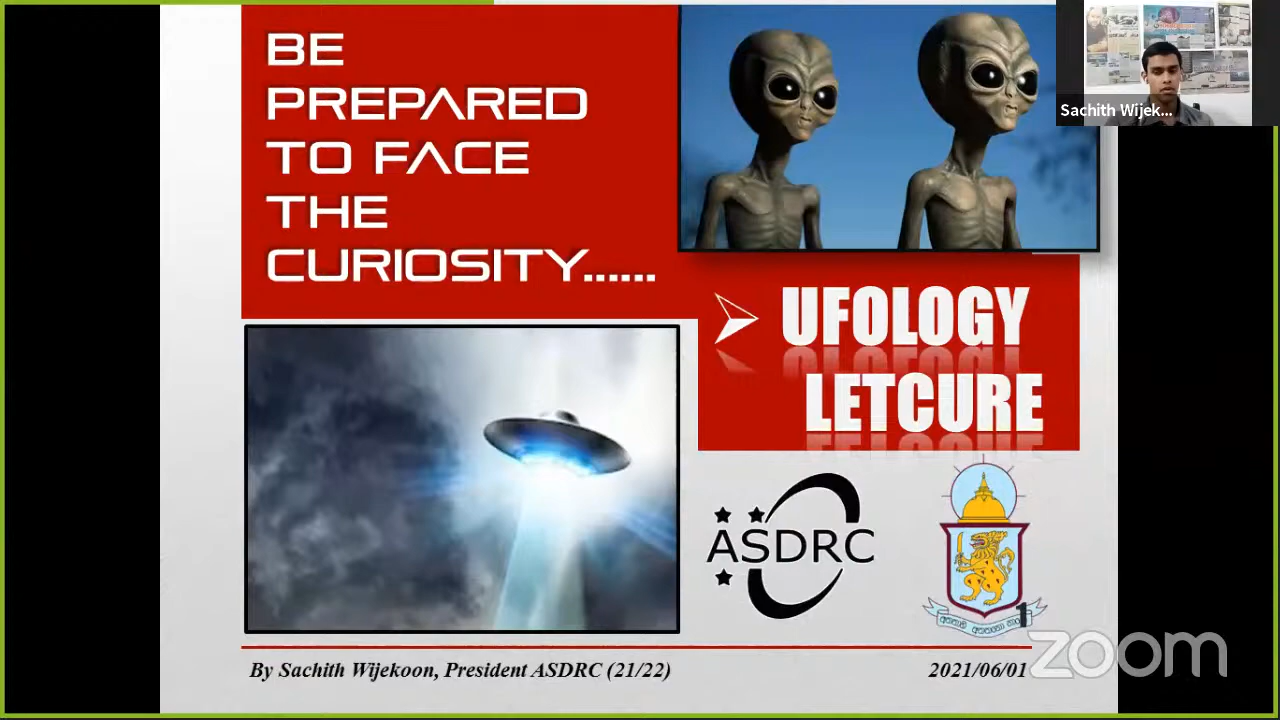 BE
PREPARED
TO FACE
THE
CURIOSITY......
Sachith Wijek...
UFOLOGY
LETCURE
ASDRC
1
By Sachith Wijekoon, President ASDRC (21/22)
2021/06/01
zoom